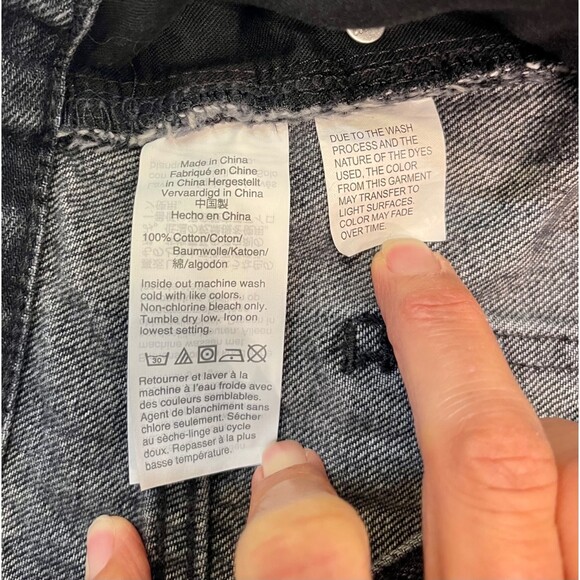 Made in China
Fabriqué en Chine
in China Hergestellt
Vervaardigd in China
中国製
Hecho en China
100% Cotton/Coton/
Baumwolle/Katoen/
綿/algodón
Inside out machine wash
cold with like colors.
Non-chlorine bleach only.
Tumble dry low. Iron on
lowest setting.
30
Retourner et laver à la
machine à l'eau froide avec
des couleurs semblables.
Agent de blanchiment sans
chlore seulement. Sécher
au sèche-linge au cycle
doux. Repasser à la plus
basse température.
DUE TO THE WASH
PROCESS AND THE
NATURE OF THE DYES
USED, THE COLOR
FROM THIS GARMENT
MAY TRANSFER TO
LIGHT SURFACES.
COLOR MAY FADE
OVER TIME.